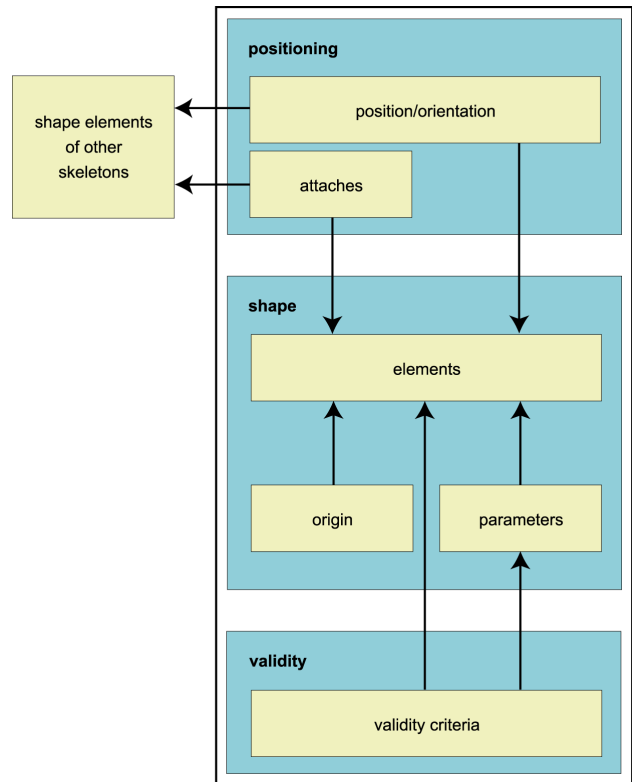 positioning
position/orientation
shape elements
of other
skeletons
attaches
shape
elements
origin
parameters
validity
validity criteria